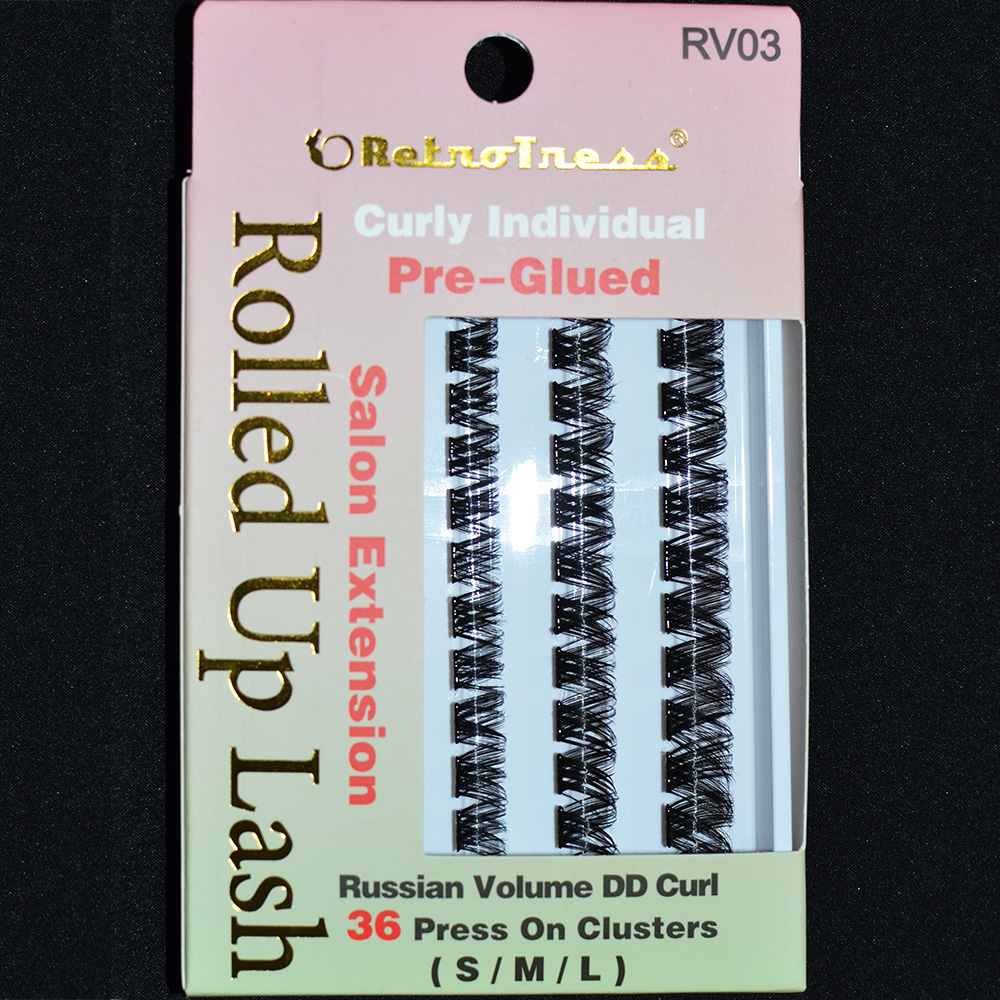 RV03
RetroTress®
Curly Individual
Pre-Glued
Rolled Up Lash
Salon Extension
Russian Volume DD Curl
36 Press On Clusters
(S/M/L)